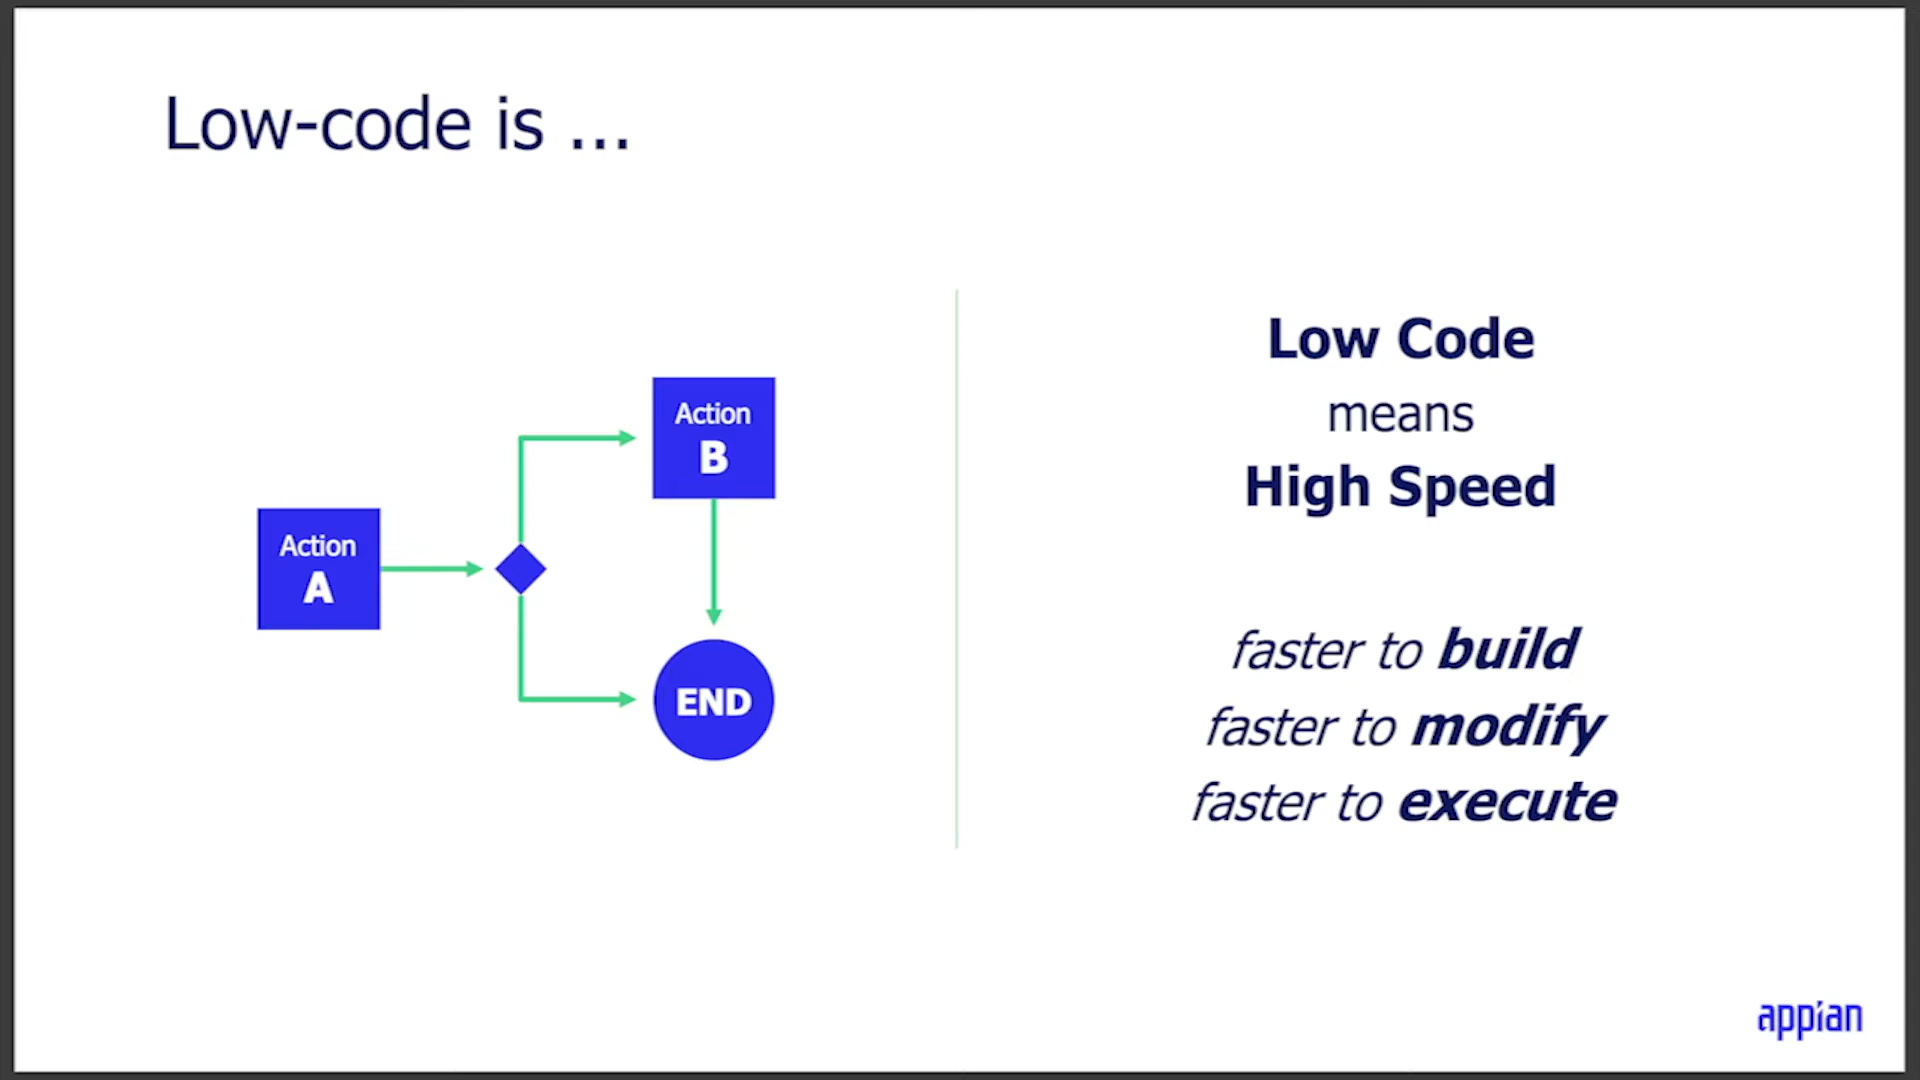 Low-code is ...
Action
A
Action
B
END
Low Code
means
High Speed
faster to build
faster to modify
faster to execute
appian